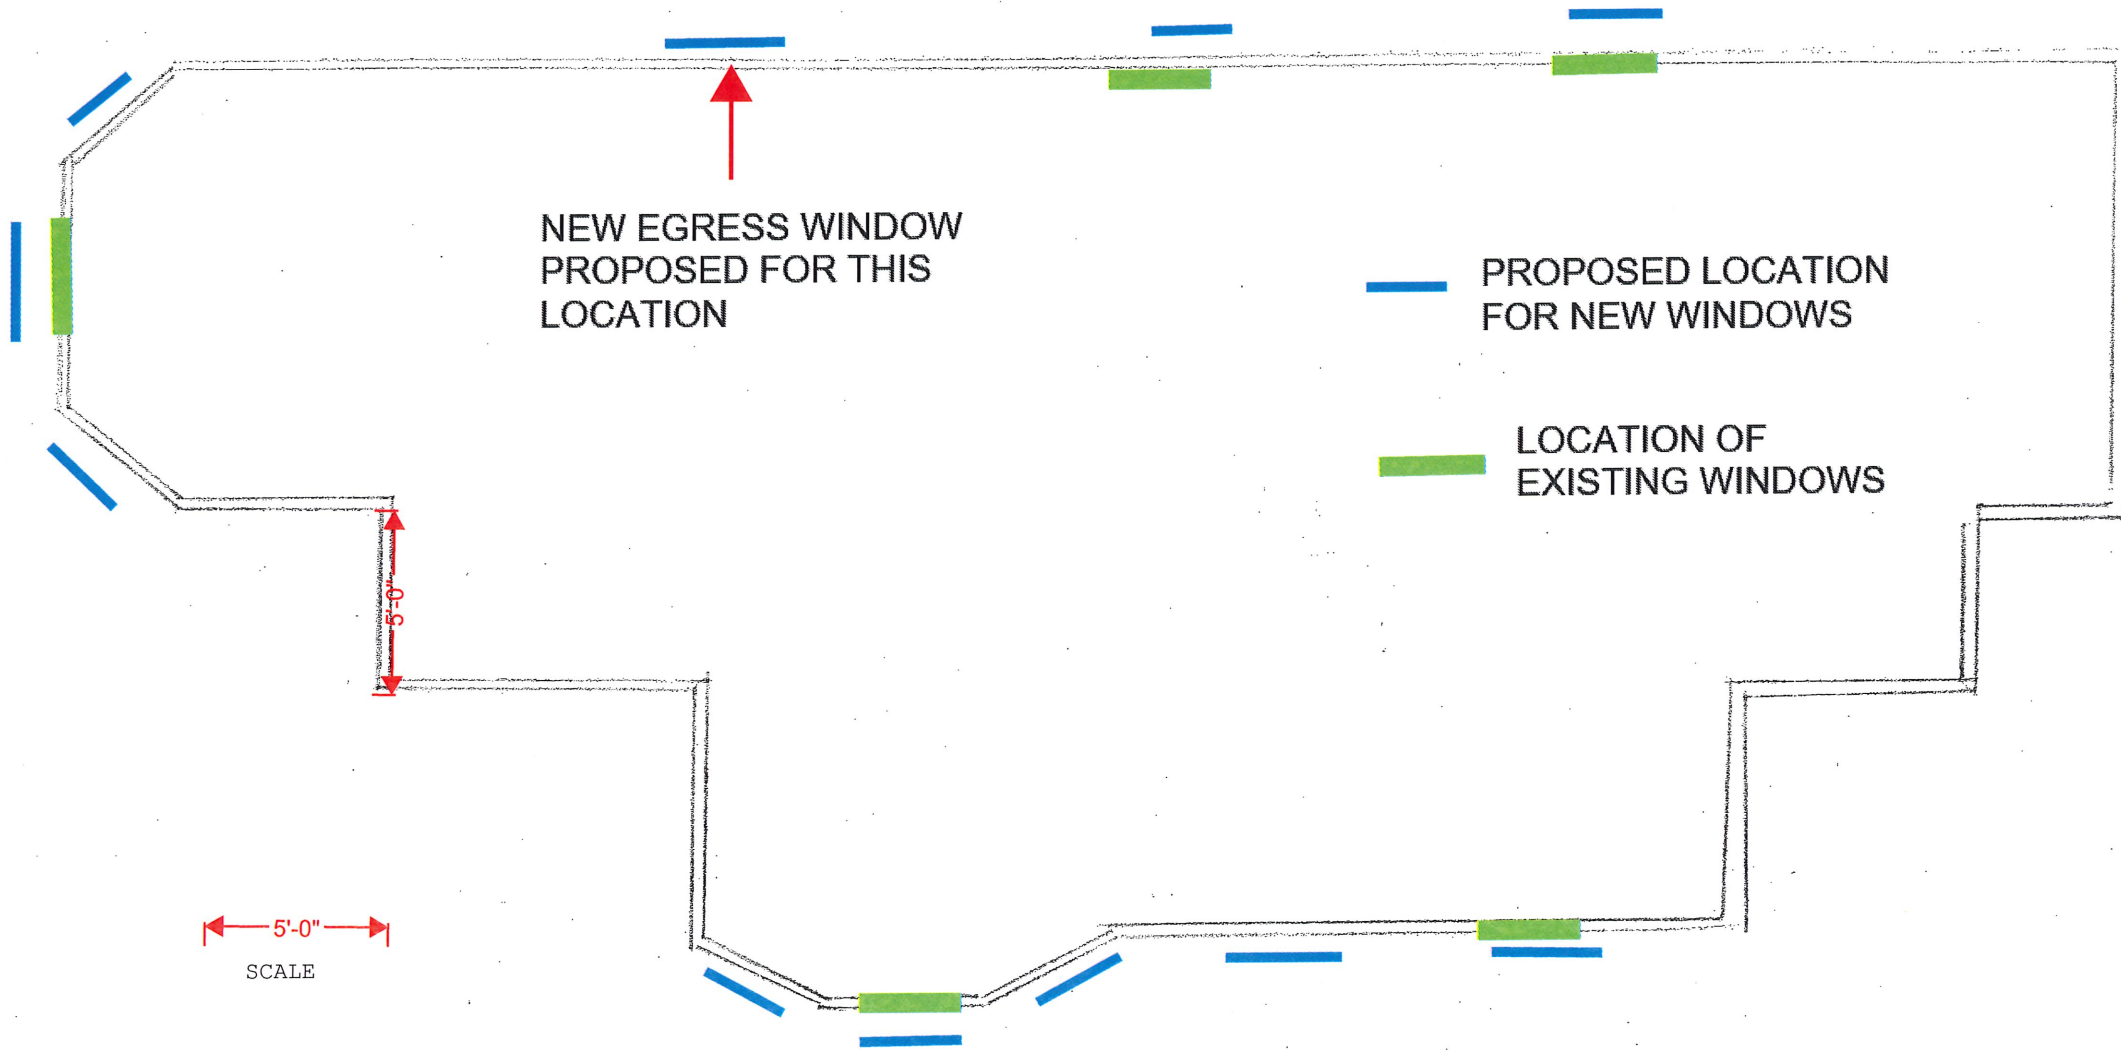 NEW EGRESS WINDOW
PROPOSED FOR THIS
LOCATION
PROPOSED LOCATION
FOR NEW WINDOWS
LOCATION OF
EXISTING WINDOWS
5'-0"
5'-0"
SCALE